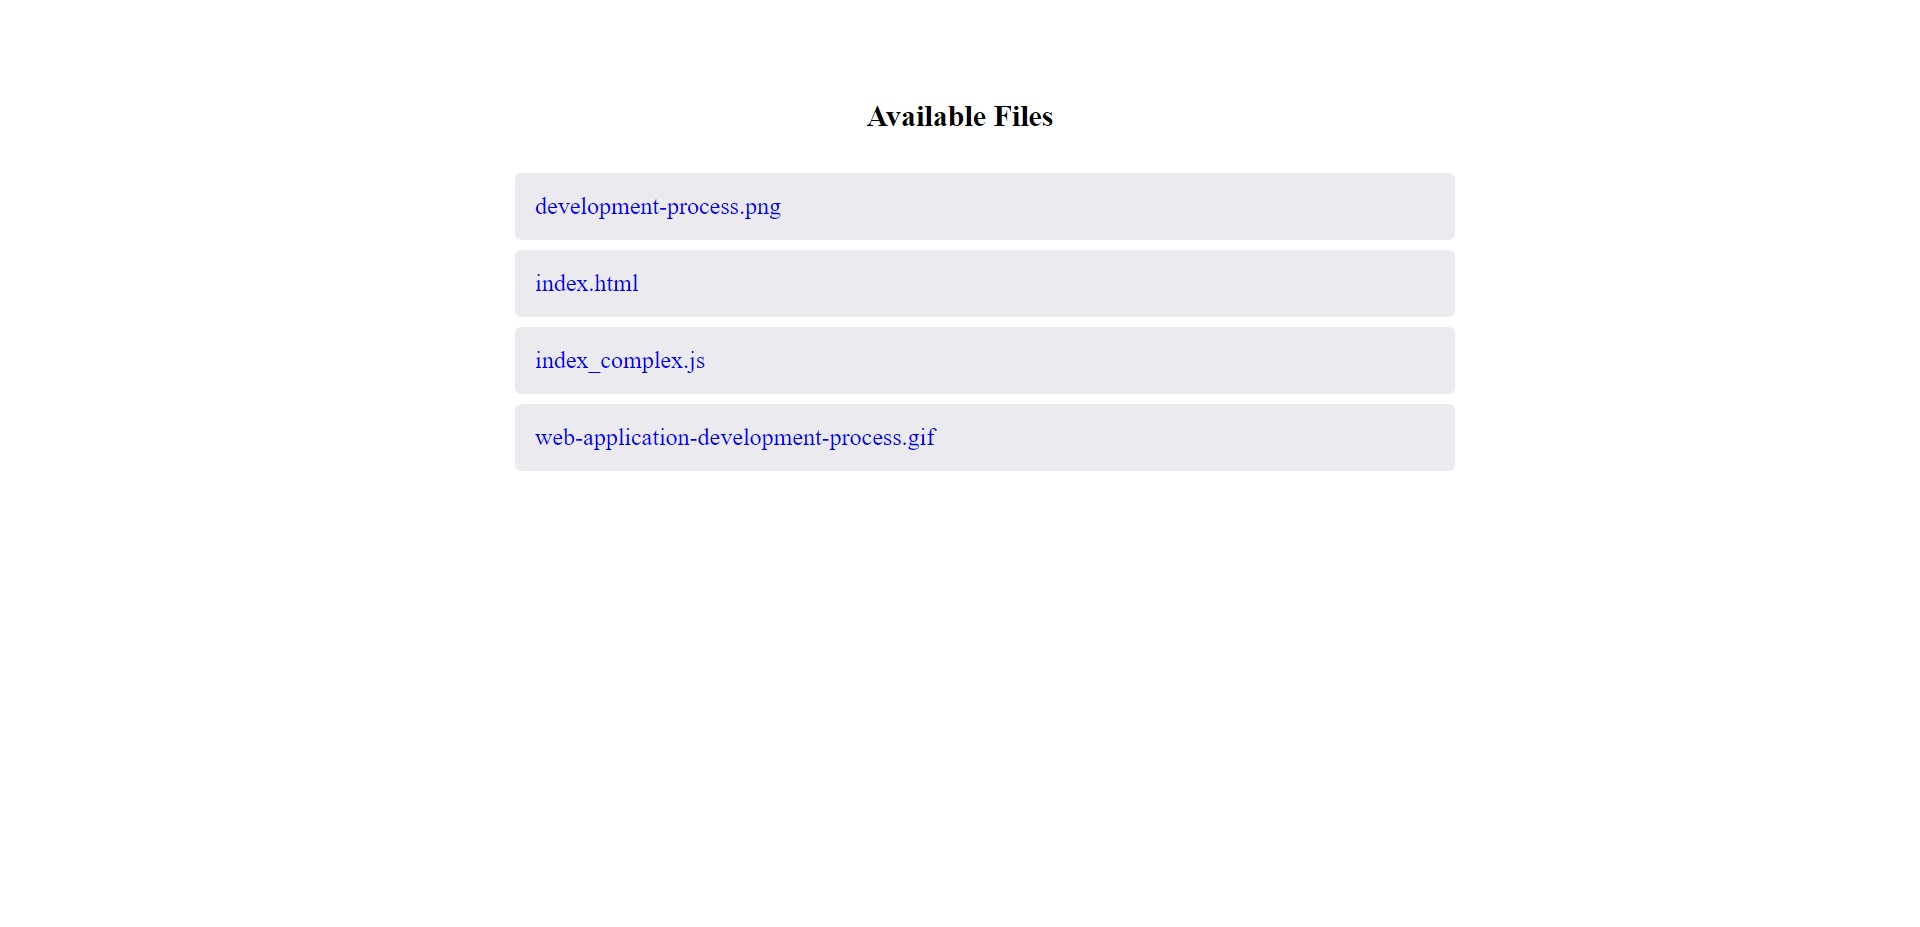 Available Files
development-process.png
index.html
index_complex.js
web-application-development-process.gif